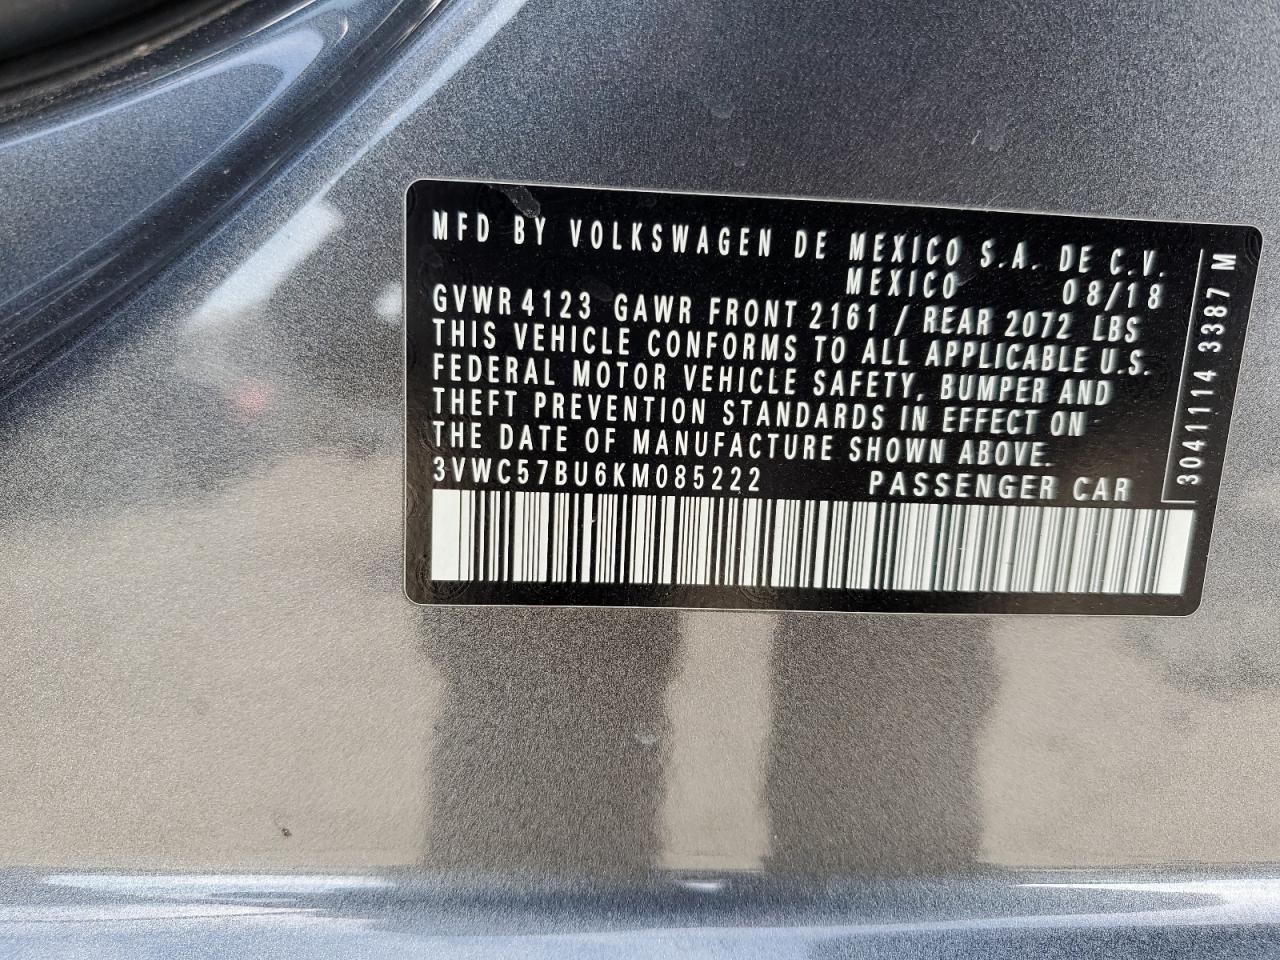 MFD BY VOLKSWAGEN DE MEXICO S.A. DE C.V.
MEXICO 08/18
GVWR 4123 GAWR FRONT 2161 / REAR 2072 LBS
THIS VEHICLE CONFORMS TO ALL APPLICABLE U.S.
FEDERAL MOTOR VEHICLE SAFETY, BUMPER AND
THEFT PREVENTION STANDARDS IN EFFECT ON
THE DATE OF MANUFACTURE SHOWN ABOVE.
3VWC57BU6KM085222 PASSENGER CAR
3041114 3387 M